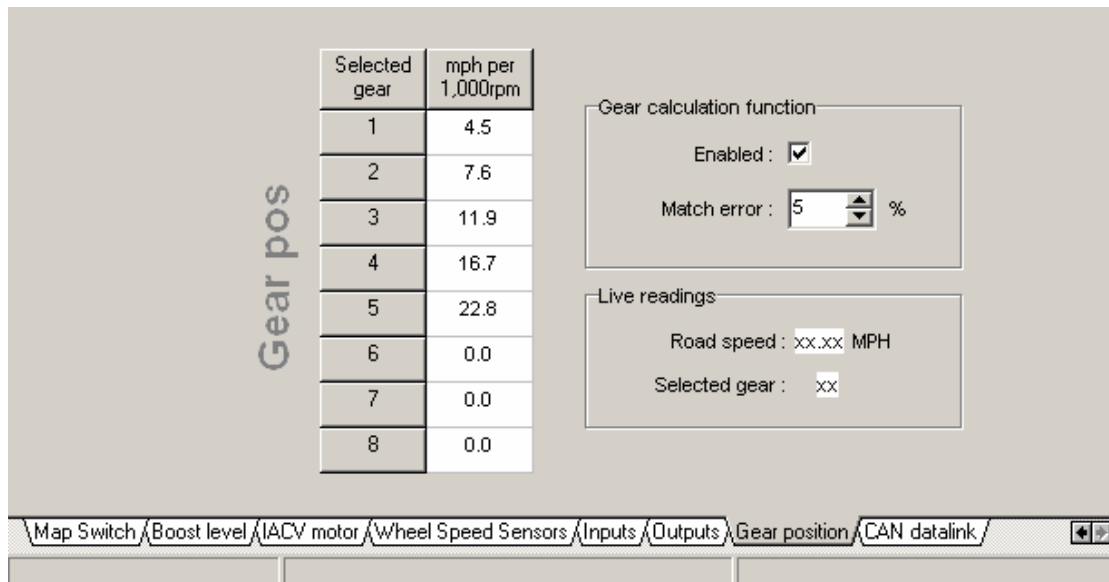 Gear pos
Selected gear
mph per 1,000rpm
1 4.5
2 7.6
3 11.9
4 16.7
5 22.8
6 0.0
7 0.0
8 0.0
Gear calculation function
Enabled :
Match error : 5 %
Live readings
Road speed : xx.xx MPH
Selected gear : xx
Map Switch Boost level IACV motor Wheel Speed Sensors Inputs Outputs Gear position CAN datalink